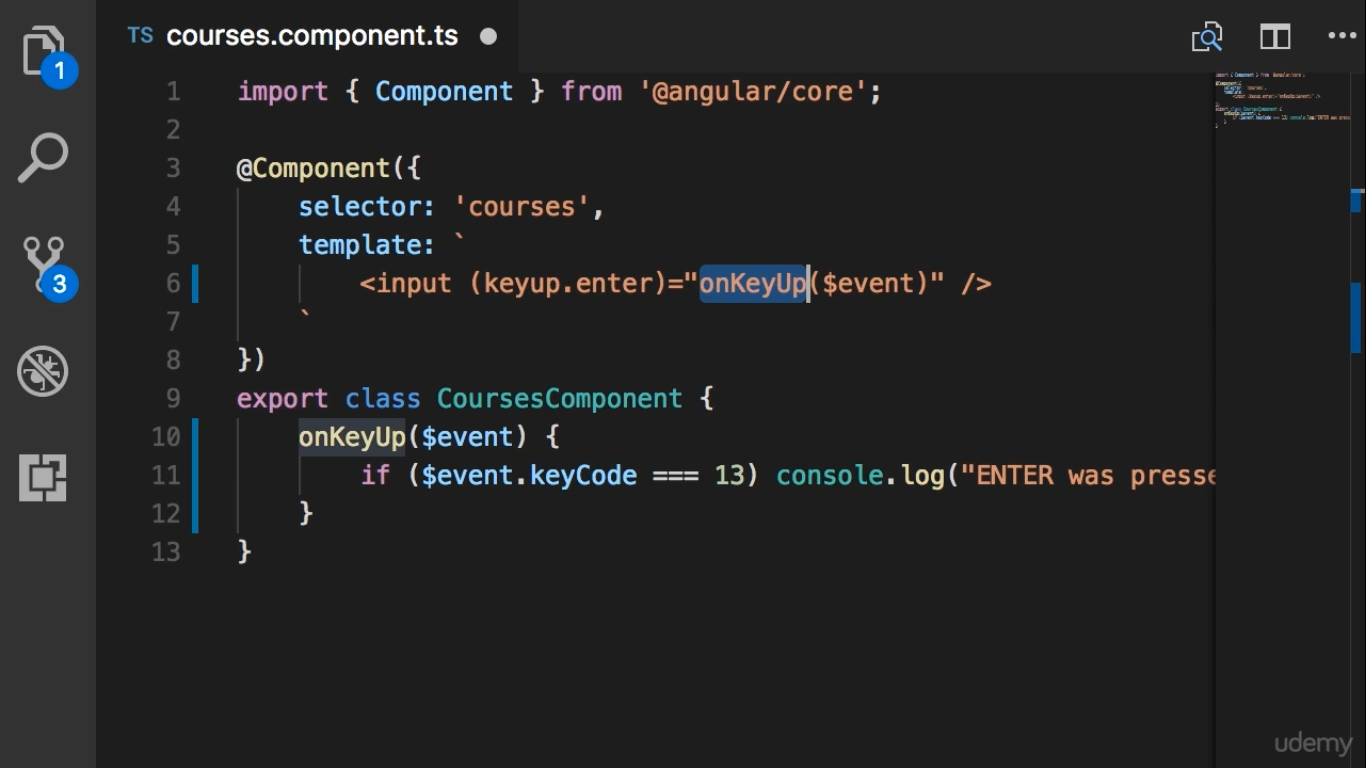 TS courses.component.ts
1
1 import { Component } from '@angular/core';
2
3 @Component({
4 selector: 'courses',
5 template: `
6 <input (keyup.enter)="onKeyUp($event)" />
7 `
8 })
9 export class CoursesComponent {
10 onKeyUp($event) {
11 if ($event.keyCode === 13) console.log("ENTER was presse
12 }
13 }
3
udemy